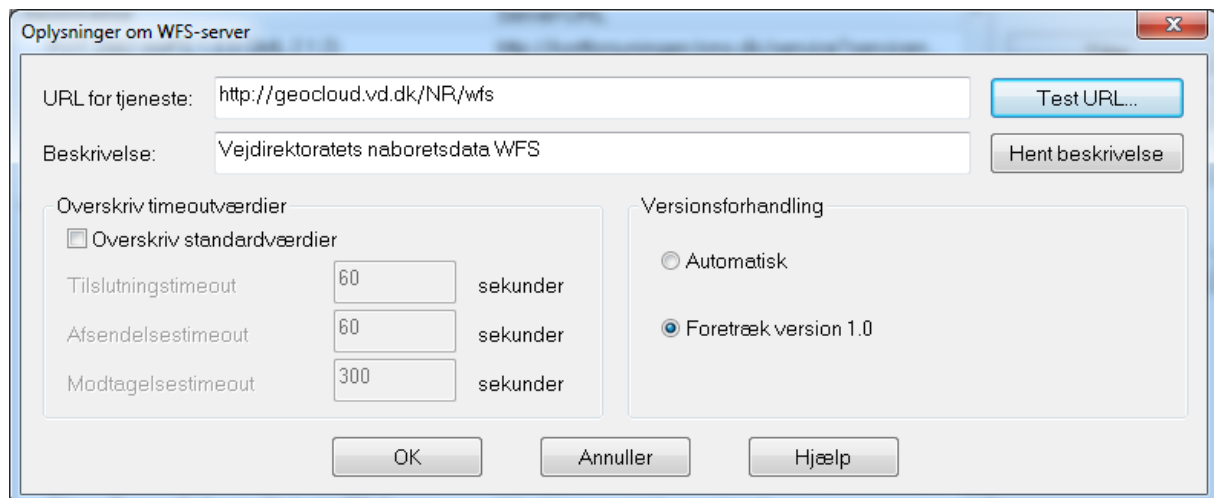 Oplysninger om WFS-server
URL for tjeneste: http://geocloud.vd.dk/NR/wfs Test URL...
Beskrivelse: Vejdirektoratets naboretsdata WFS Hent beskrivelse
Overskriv timeoutværdier
Overskriv standardværdier
Tilslutningstimeout 60 sekunder
Afsendelsestimeout 60 sekunder
Modtagelsestimeout 300 sekunder
Versionsforhandling
Automatisk
Foretræk version 1.0
OK Annuller Hjælp